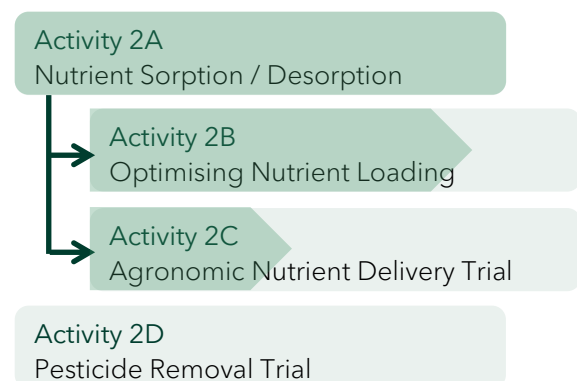 Activity 2A
Nutrient Sorption / Desorption
Activity 2B
Optimising Nutrient Loading
Activity 2C
Agronomic Nutrient Delivery Trial
Activity 2D
Pesticide Removal Trial